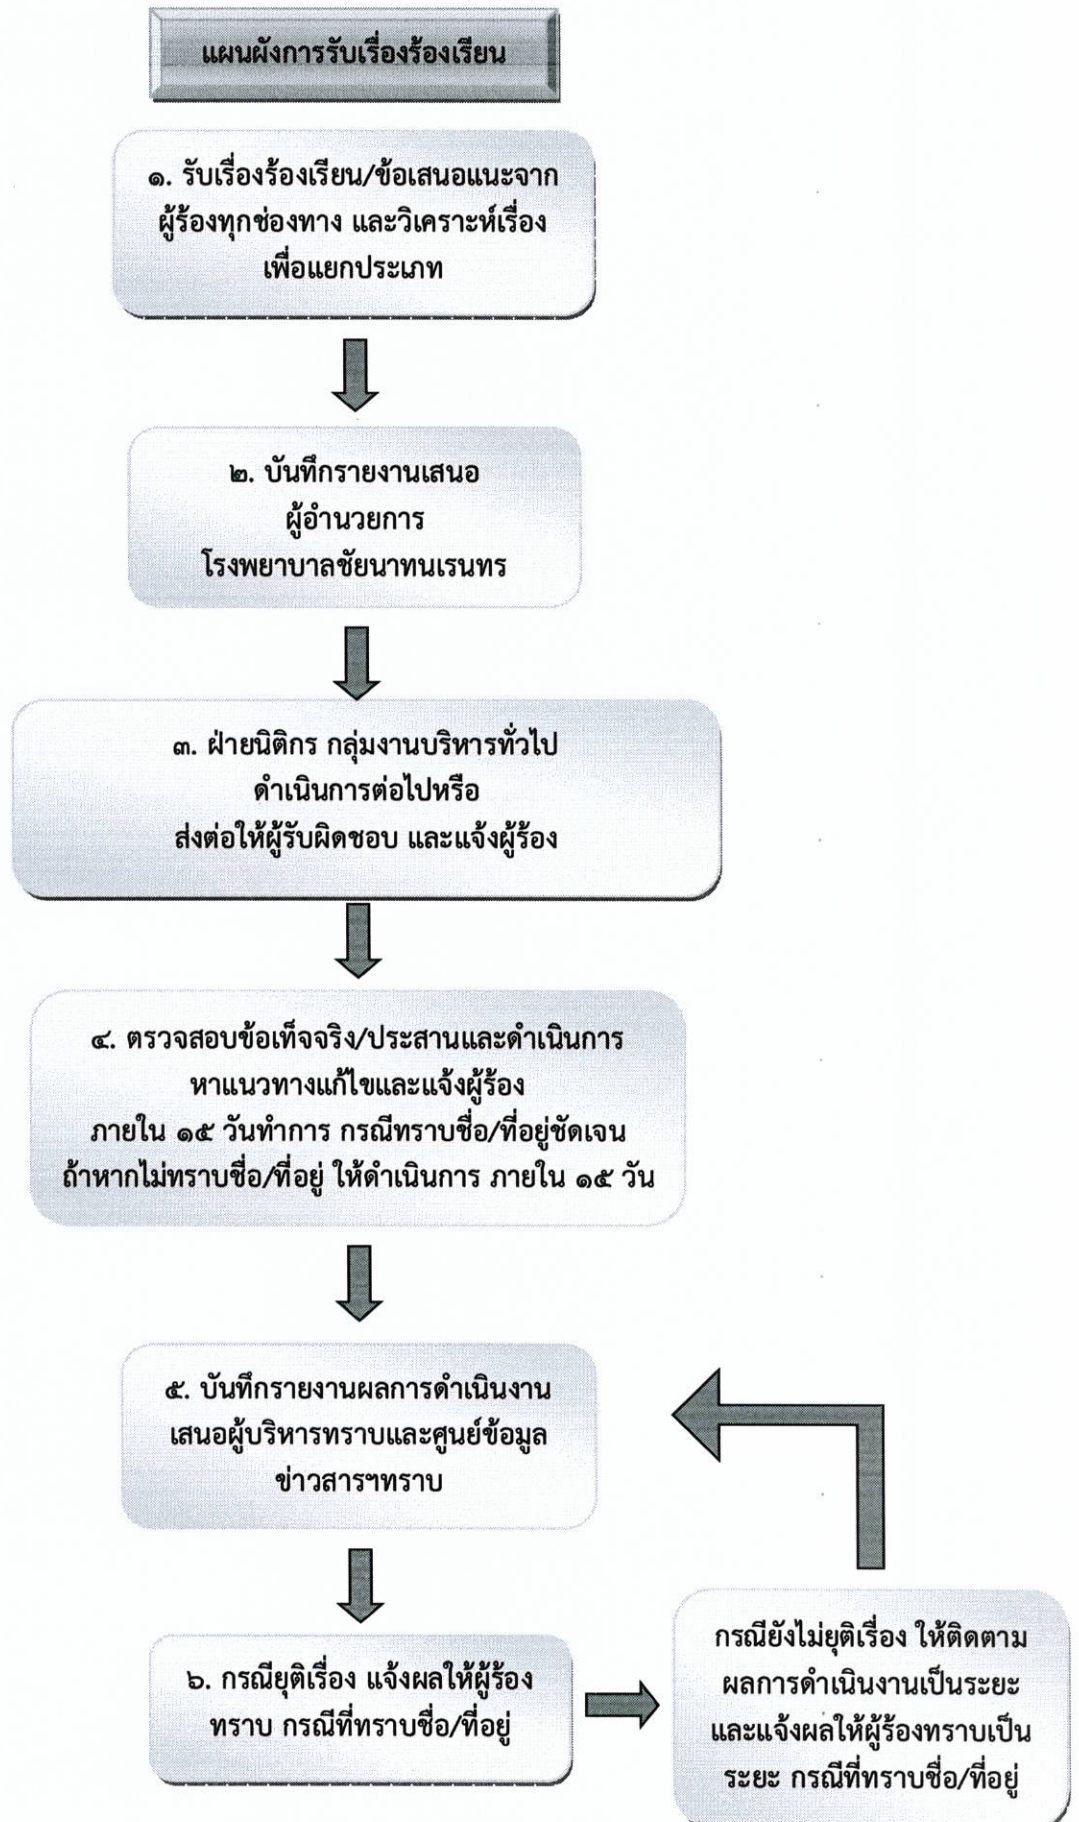 แผนผังการรับเรื่องร้องเรียน
๑. รับเรื่องร้องเรียน/ข้อเสนอแนะจาก
ผู้ร้องทุกช่องทาง และวิเคราะห์เรื่อง
เพื่อแยกประเภท
๒. บันทึกรายงานเสนอ
ผู้อำนวยการ
โรงพยาบาลชัยนาทนเรนทร
๓. ฝ่ายนิติกร กลุ่มงานบริหารทั่วไป
ดำเนินการต่อไปหรือ
ส่งต่อให้ผู้รับผิดชอบ และแจ้งผู้ร้อง
๔. ตรวจสอบข้อเท็จจริง/ประสานและดำเนินการ
หาแนวทางแก้ไขและแจ้งผู้ร้อง
ภายใน ๑๕ วันทำการ กรณีทราบชื่อ/ที่อยู่ชัดเจน
ถ้าหากไม่ทราบชื่อ/ที่อยู่ ให้ดำเนินการ ภายใน ๑๕ วัน
๕. บันทึกรายงานผลการดำเนินงาน
เสนอผู้บริหารทราบและศูนย์ข้อมูล
ข่าวสารฯทราบ
๖. กรณียุติเรื่อง แจ้งผลให้ผู้ร้อง
ทราบ กรณีที่ทราบชื่อ/ที่อยู่
กรณียังไม่ยุติเรื่อง ให้ติดตาม
ผลการดำเนินงานเป็นระยะ
และแจ้งผลให้ผู้ร้องทราบเป็น
ระยะ กรณีที่ทราบชื่อ/ที่อยู่